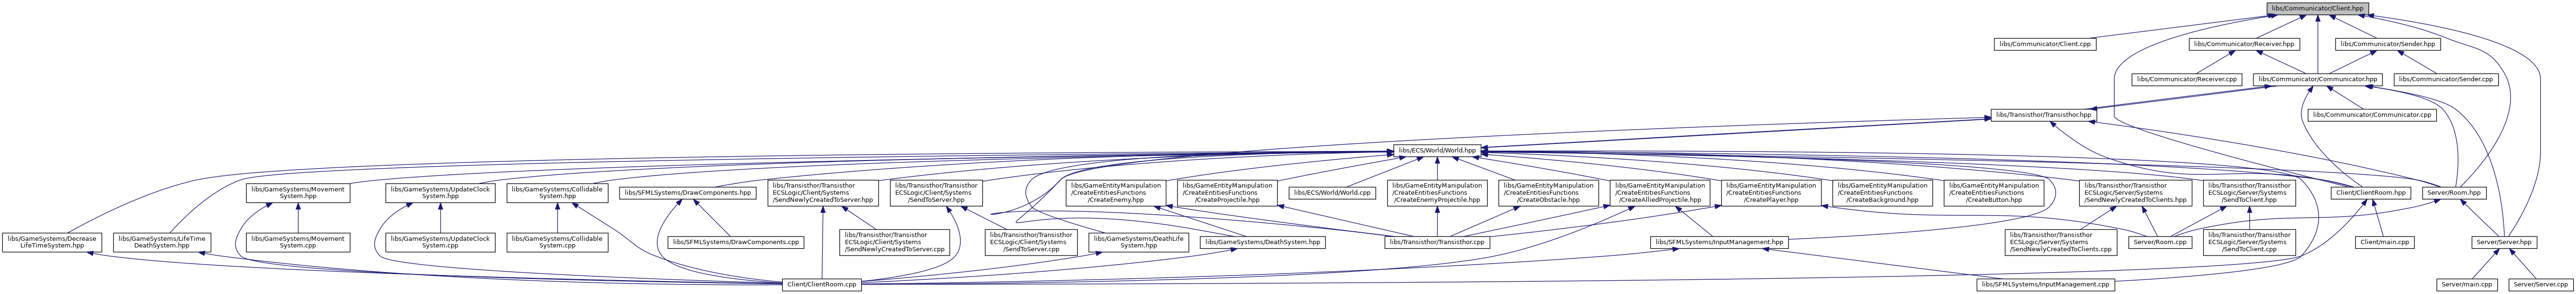 libs/Communicator/Client.hpp
libs/Communicator/Client.cpp
libs/Communicator/Receiver.hpp
libs/Communicator/Sender.hpp
libs/Communicator/Receiver.cpp
libs/Communicator/Communicator.hpp
libs/Communicator/Sender.cpp
libs/Transisthor/Transisthor.hpp
libs/Communicator/Communicator.cpp
libs/ECS/World/World.hpp
libs/GameSystems/Movement
System.hpp
libs/GameSystems/UpdateClock
System.hpp
libs/GameSystems/Collidable
System.hpp
libs/SFMLSystems/DrawComponents.hpp
libs/Transisthor/Transisthor
ECSLogic/Client/Systems
/SendNewlyCreatedToServer.hpp
libs/Transisthor/Transisthor
ECSLogic/Client/Systems
/SendToServer.hpp
libs/GameEntityManipulation
/CreateEntitiesFunctions
/CreateEnemy.hpp
libs/GameEntityManipulation
/CreateEntitiesFunctions
/CreateProjectile.hpp
libs/ECS/World/World.cpp
libs/GameEntityManipulation
/CreateEntitiesFunctions
/CreateEnemyProjectile.hpp
libs/GameEntityManipulation
/CreateEntitiesFunctions
/CreateObstacle.hpp
libs/GameEntityManipulation
/CreateEntitiesFunctions
/CreateAlliedProjectile.hpp
libs/GameEntityManipulation
/CreateEntitiesFunctions
/CreatePlayer.hpp
libs/GameEntityManipulation
/CreateEntitiesFunctions
/CreateBackground.hpp
libs/GameEntityManipulation
/CreateEntitiesFunctions
/CreateButton.hpp
libs/Transisthor/Transisthor
ECSLogic/Server/Systems
/SendNewlyCreatedToClients.hpp
libs/Transisthor/Transisthor
ECSLogic/Server/Systems
/SendToClient.hpp
Client/ClientRoom.hpp
Server/Room.hpp
libs/GameSystems/Decrease
LifeTimeSystem.hpp
libs/GameSystems/LifeTime
DeathSystem.hpp
libs/GameSystems/Movement
System.cpp
libs/GameSystems/UpdateClock
System.cpp
libs/GameSystems/Collidable
System.cpp
libs/SFMLSystems/DrawComponents.cpp
libs/Transisthor/Transisthor
ECSLogic/Client/Systems
/SendNewlyCreatedToServer.cpp
libs/Transisthor/Transisthor
ECSLogic/Client/Systems
/SendToServer.cpp
libs/GameSystems/DeathLife
System.hpp
libs/GameSystems/DeathSystem.hpp
libs/Transisthor/Transisthor.cpp
libs/SFMLSystems/InputManagement.hpp
libs/Transisthor/Transisthor
ECSLogic/Server/Systems
/SendNewlyCreatedToClients.cpp
Server/Room.cpp
libs/Transisthor/Transisthor
ECSLogic/Server/Systems
/SendToClient.cpp
Client/main.cpp
Server/Server.hpp
Client/ClientRoom.cpp
libs/SFMLSystems/InputManagement.cpp
Server/main.cpp
Server/Server.cpp